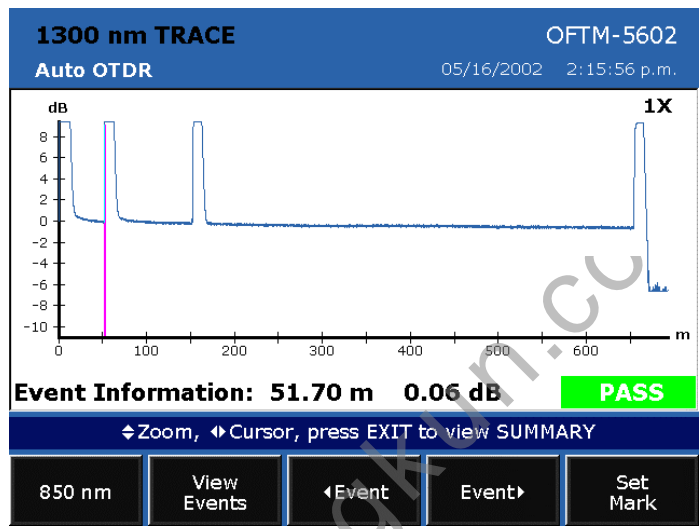 1300 nm TRACE OFTM-5602
Auto OTDR 05/16/2002 2:15:56 p.m.
dB 1X
8
6
4
2
0
-2
-4
-6
-8
-10
m
0 100 200 300 400 500 600
Event Information: 51.70 m 0.06 dB PASS
Zoom, Cursor, press EXIT to view SUMMARY
850 nm View Events ◂Event Event▸ Set Mark
gkun.cc